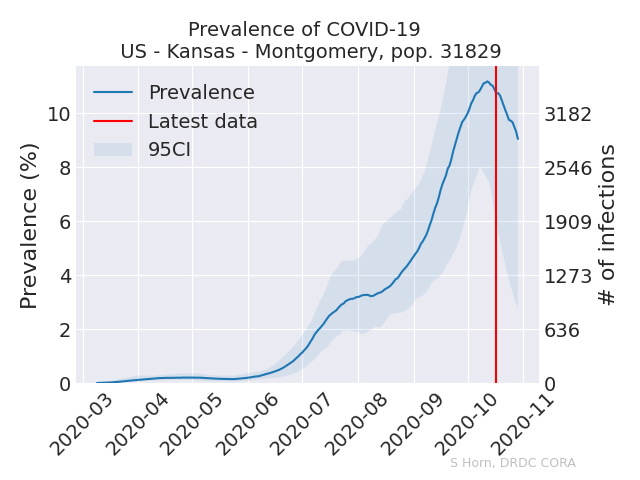 Prevalence of COVID-19
US - Kansas - Montgomery, pop. 31829
Prevalence
Latest data
95CI
Prevalence (%)
10
8
6
4
2
0
3182
2546
1909
1273
636
0
# of infections
2020-03
2020-04
2020-05
2020-06
2020-07
2020-08
2020-09
2020-10
2020-11
S Horn, DRDC CORA